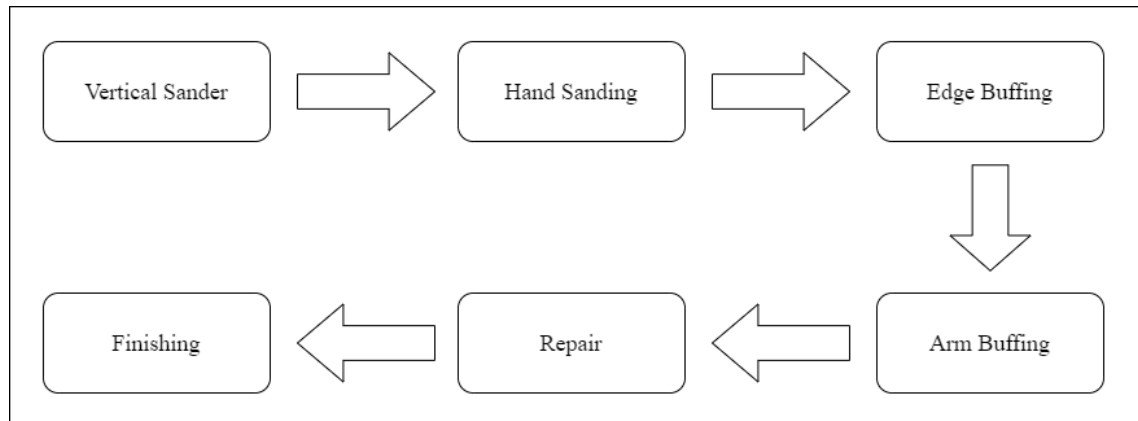 Vertical Sander
Hand Sanding
Edge Buffing
Arm Buffing
Repair
Finishing